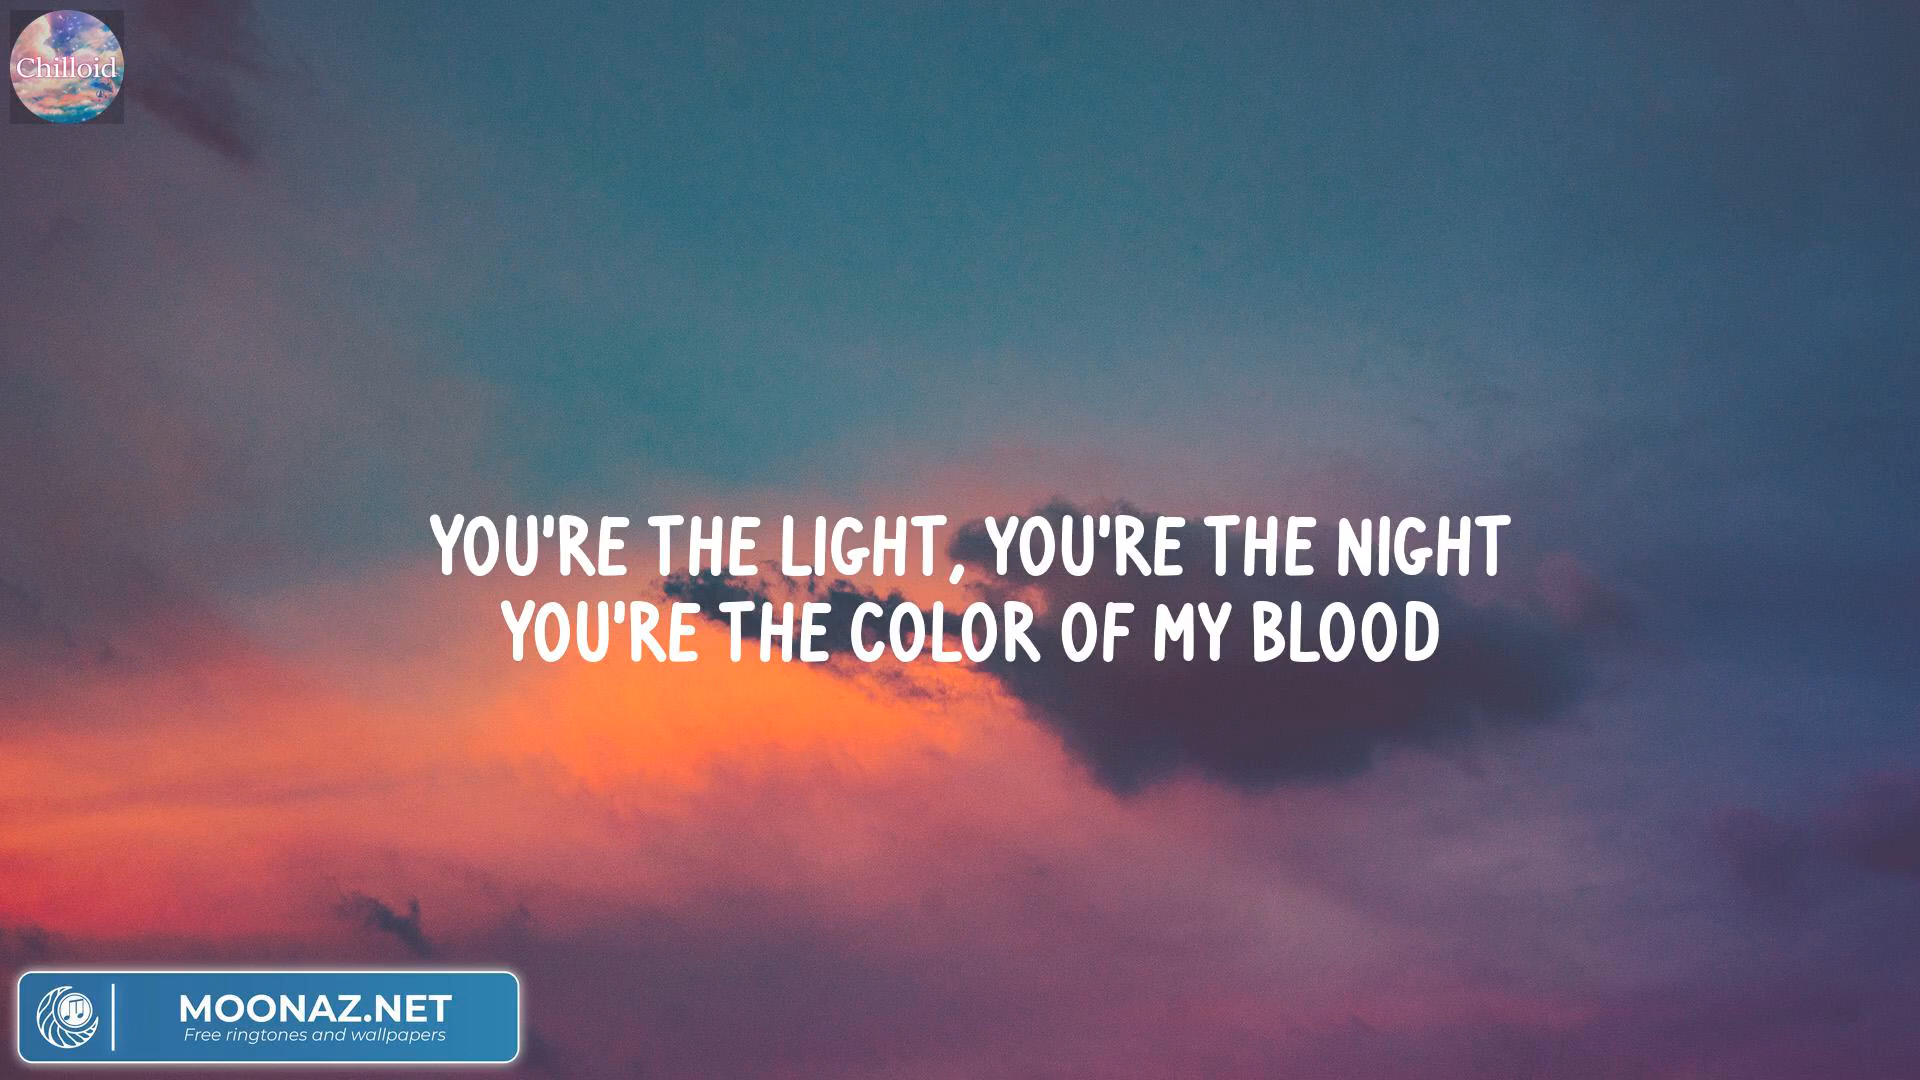 Chilloid
YOU'RE THE LIGHT, YOU'RE THE NIGHT
YOU'RE THE COLOR OF MY BLOOD
MOONAZ.NET
Free ringtones and wallpapers